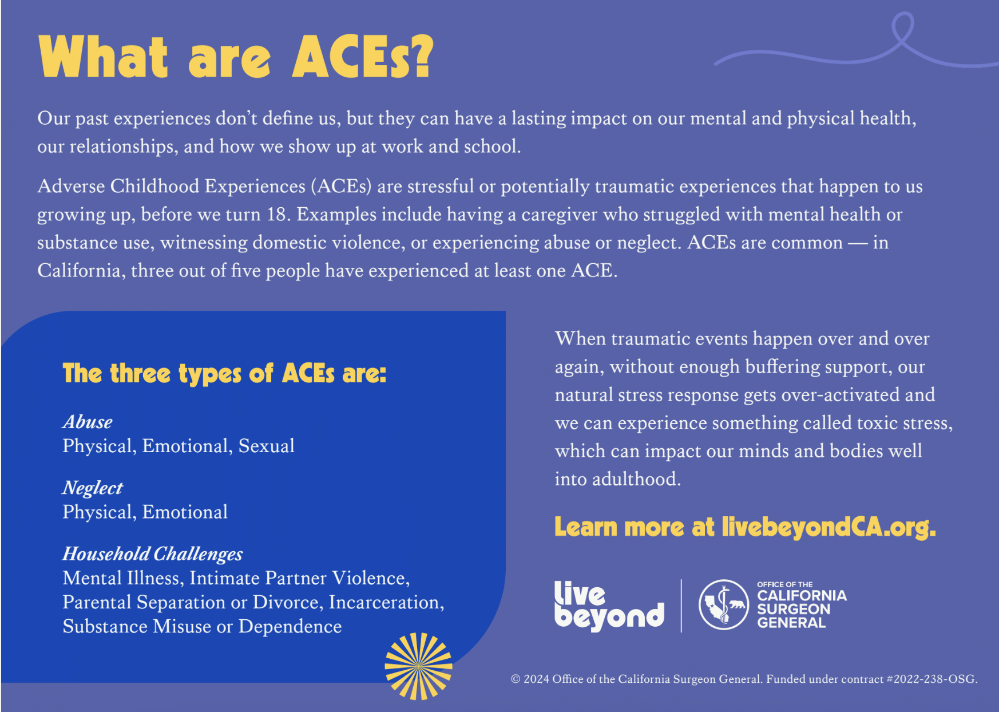 What are ACEs?
Our past experiences don’t define us, but they can have a lasting impact on our mental and physical health,
our relationships, and how we show up at work and school.
Adverse Childhood Experiences (ACEs) are stressful or potentially traumatic experiences that happen to us
growing up, before we turn 18. Examples include having a caregiver who struggled with mental health or
substance use, witnessing domestic violence, or experiencing abuse or neglect. ACEs are common — in
California, three out of five people have experienced at least one ACE.
The three types of ACEs are:
Abuse
Physical, Emotional, Sexual
Neglect
Physical, Emotional
Household Challenges
Mental Illness, Intimate Partner Violence,
Parental Separation or Divorce, Incarceration,
Substance Misuse or Dependence
When traumatic events happen over and over
again, without enough buffering support, our
natural stress response gets over-activated and
we can experience something called toxic stress,
which can impact our minds and bodies well
into adulthood.
Learn more at livebeyondCA.org.
live
beyond
OFFICE OF THE
CALIFORNIA
SURGEON
GENERAL
© 2024 Office of the California Surgeon General. Funded under contract #2022-238-OSG.